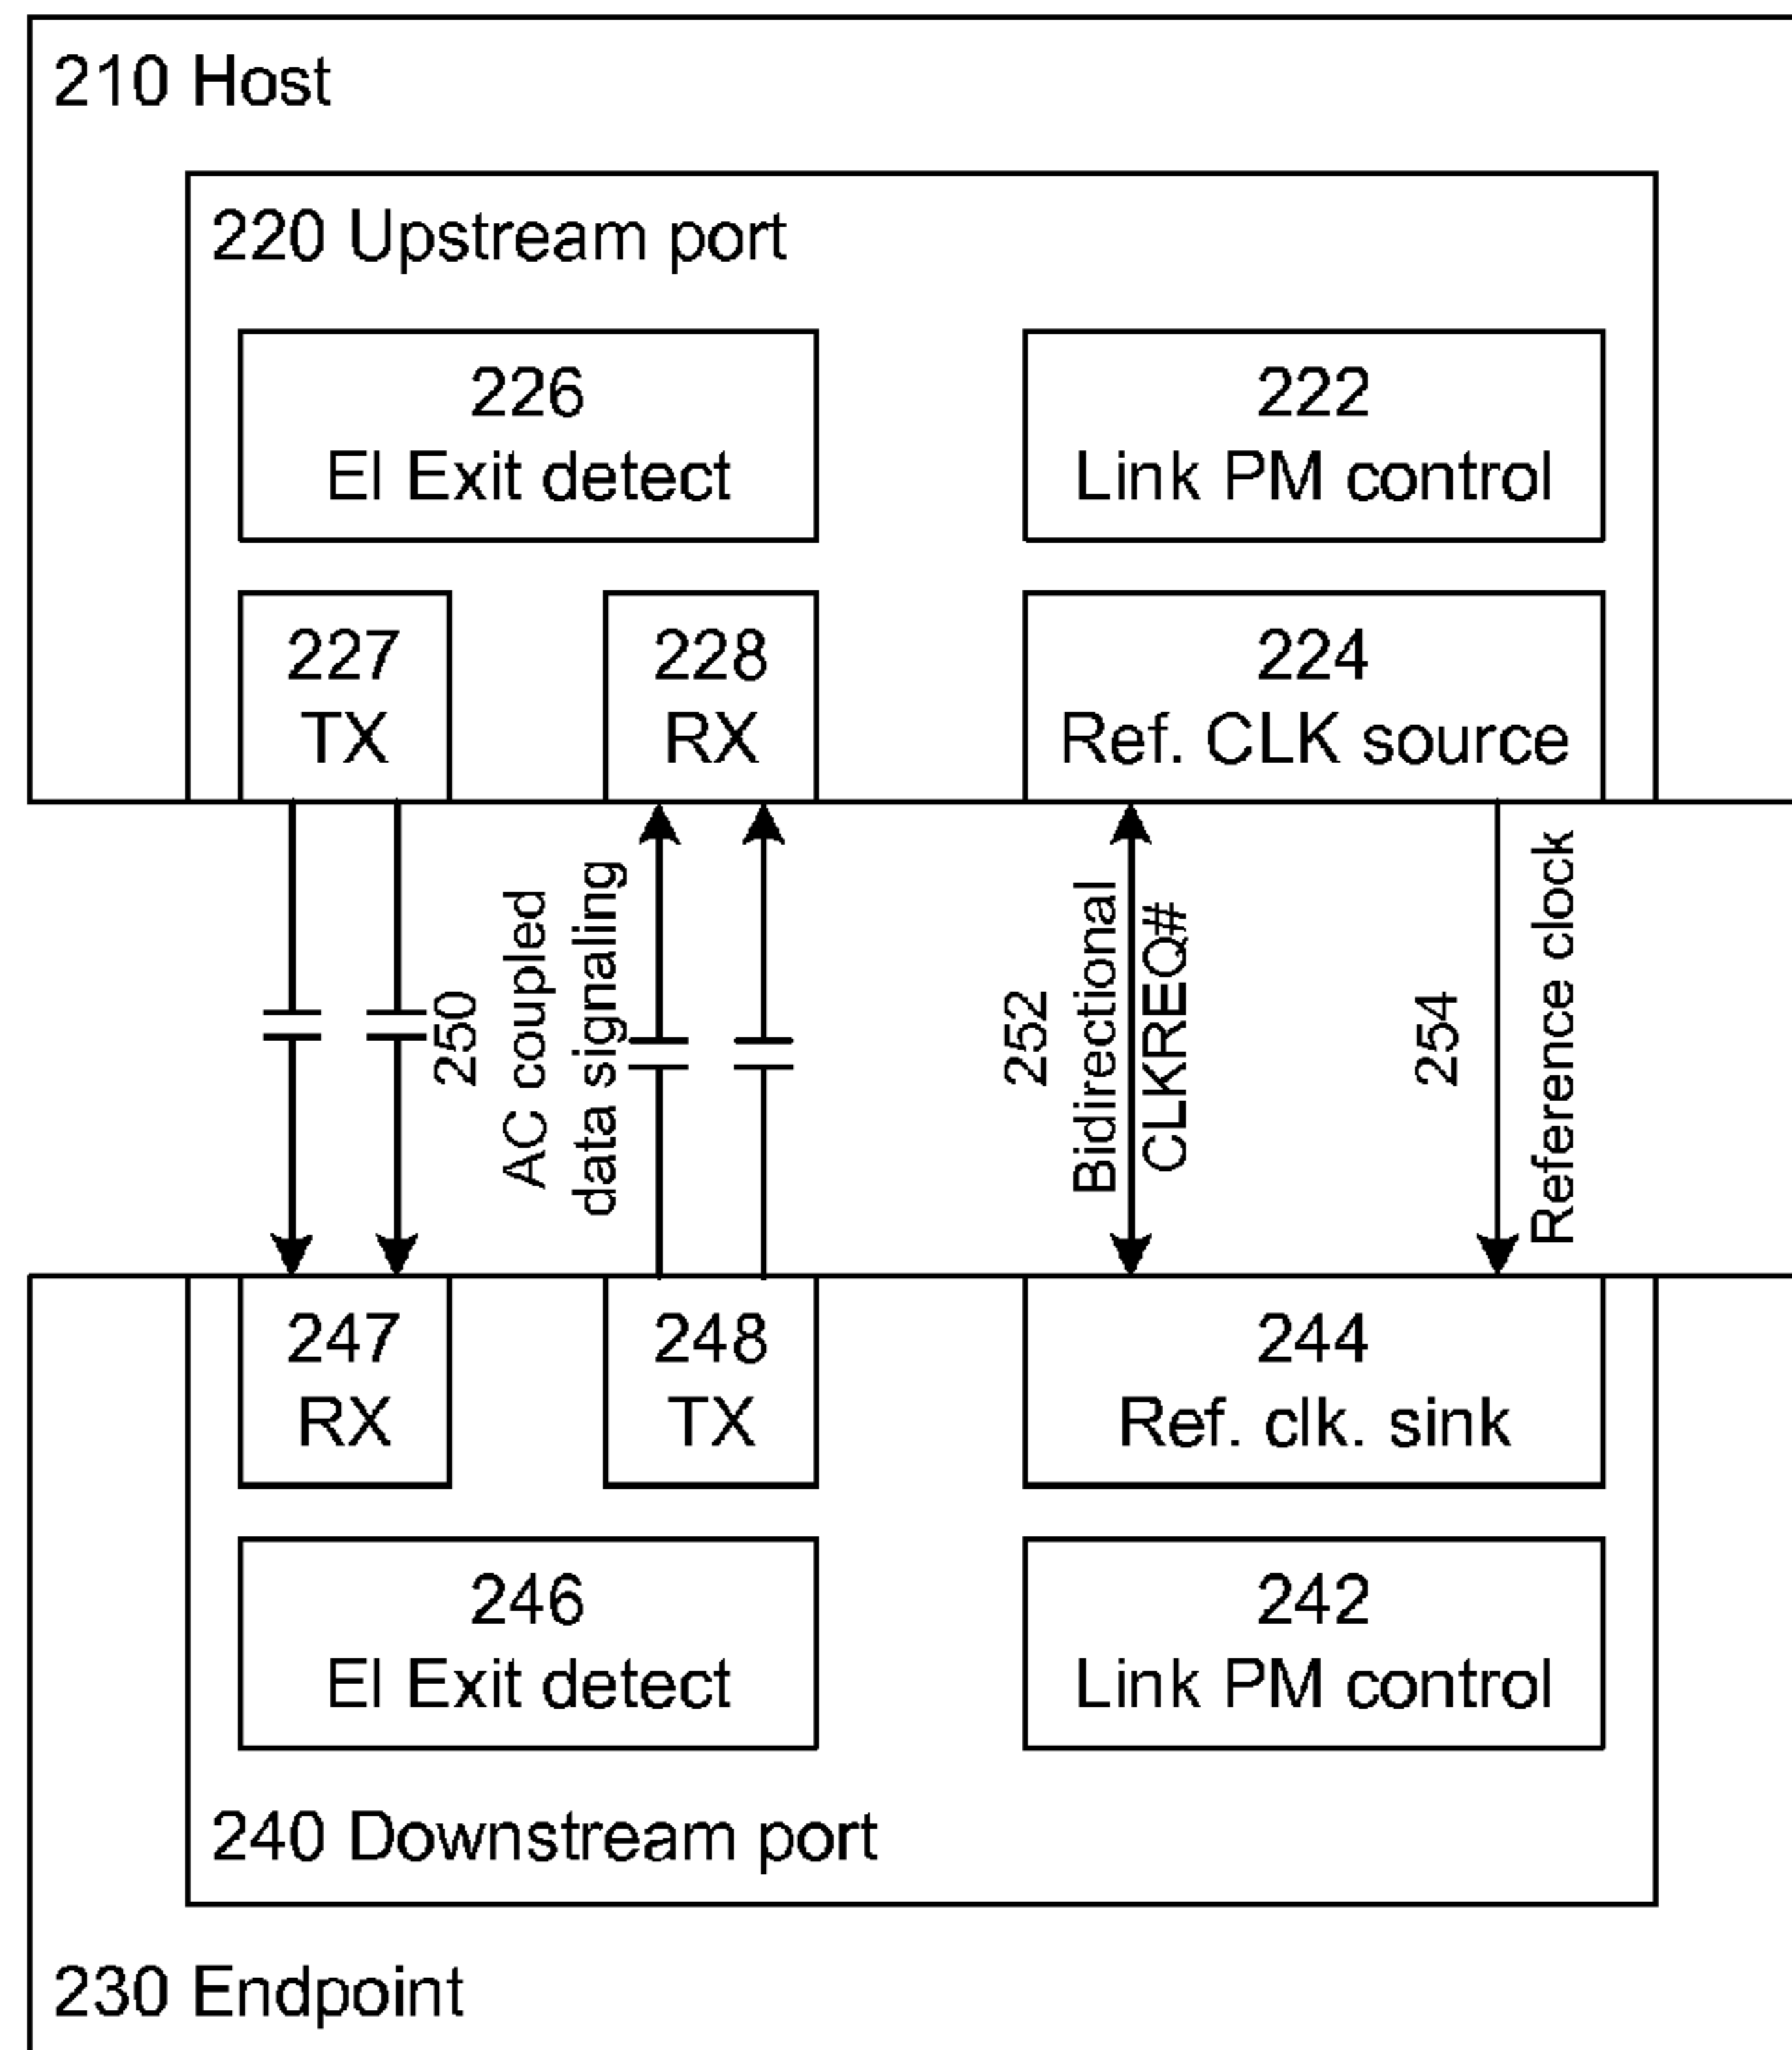 210 Host
220 Upstream port
226
EI Exit detect
222
Link PM control
227
TX
228
RX
224
Ref. CLK source
250
AC coupled
data signaling
252
Bidirectional
CLKREQ#
254
Reference clock
247
RX
248
TX
244
Ref. clk. sink
246
EI Exit detect
242
Link PM control
240 Downstream port
230 Endpoint